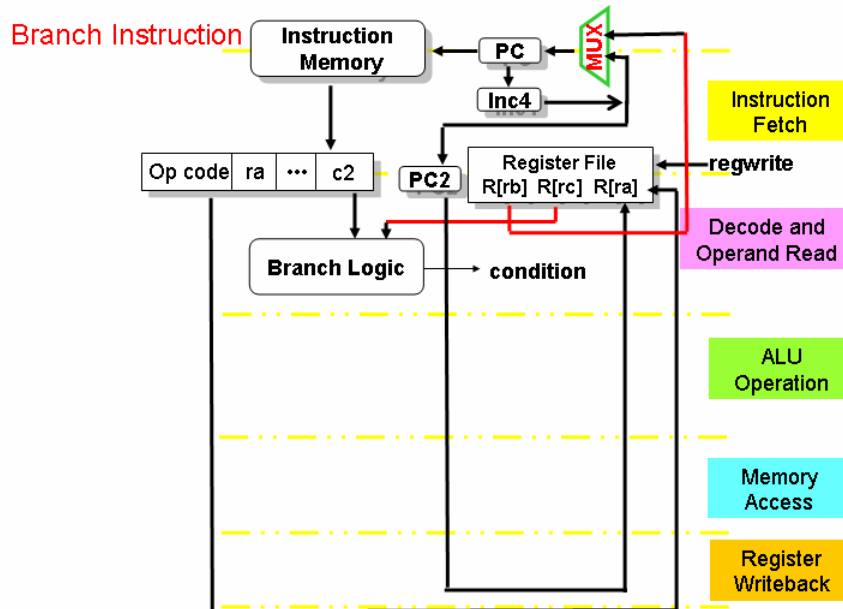 Branch Instruction
Instruction
Memory
PC
MUX
Inc4
Instruction
Fetch
Op code ra ... c2
PC2
Register File
R[rb] R[rc] R[ra]
regwrite
Decode and
Operand Read
Branch Logic
condition
ALU
Operation
Memory
Access
Register
Writeback